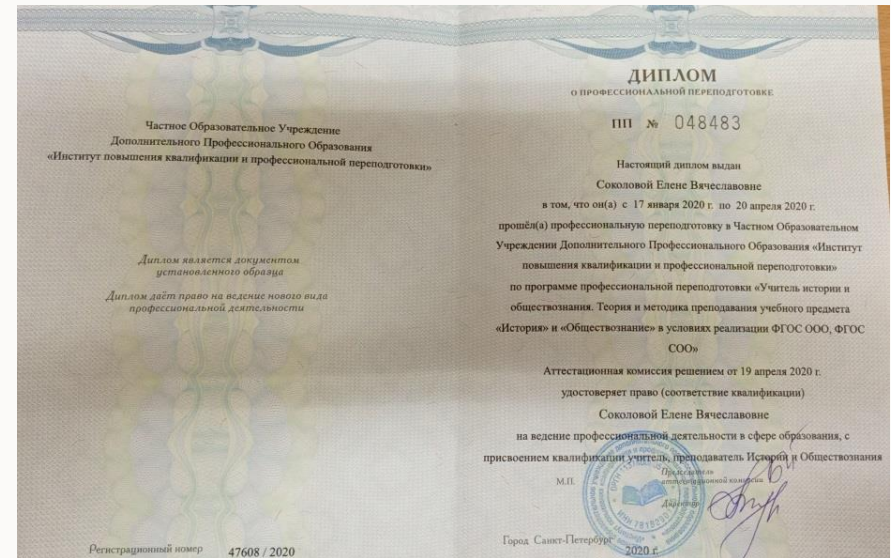 Частное Образовательное Учреждение
Дополнительного Профессионального Образования
«Институт повышения квалификации и профессиональной переподготовки»
Диплом является документом
установленного образца
Диплом даёт право на ведение нового вида
профессиональной деятельности
Регистрационный номер 47608 / 2020
ДИПЛОМ
О ПРОФЕССИОНАЛЬНОЙ ПЕРЕПОДГОТОВКЕ
ПП № 048483
Настоящий диплом выдан
Соколовой Елене Вячеславовне
в том, что он(а) с 17 января 2020 г. по 20 апреля 2020 г.
прошёл(а) профессиональную переподготовку в Частном Образовательном
Учреждении Дополнительного Профессионального Образования «Институт
повышения квалификации и профессиональной переподготовки»
по программе профессиональной переподготовки «Учитель истории и
обществознания. Теория и методика преподавания учебного предмета
«История» и «Обществознание» в условиях реализации ФГОС ООО, ФГОС
СОО»
Аттестационная комиссия решением от 19 апреля 2020 г.
удостоверяет право (соответствие квалификации)
Соколовой Елене Вячеславовне
на ведение профессиональной деятельности в сфере образования, с
присвоением квалификации учитель, преподаватель Истории и Обществознания
М.П.
Председатель
аттестационной комиссии
Директор
Город Санкт-Петербург
2020 г.